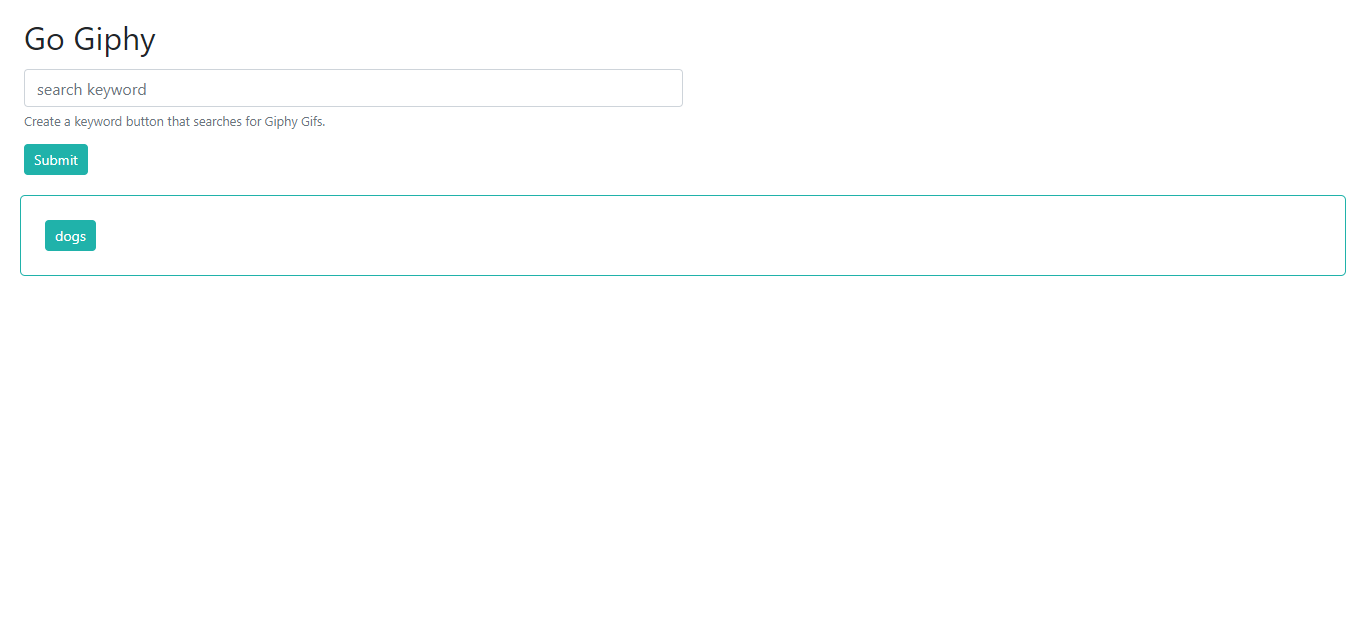 Go Giphy
search keyword
Create a keyword button that searches for Giphy Gifs.
Submit
dogs